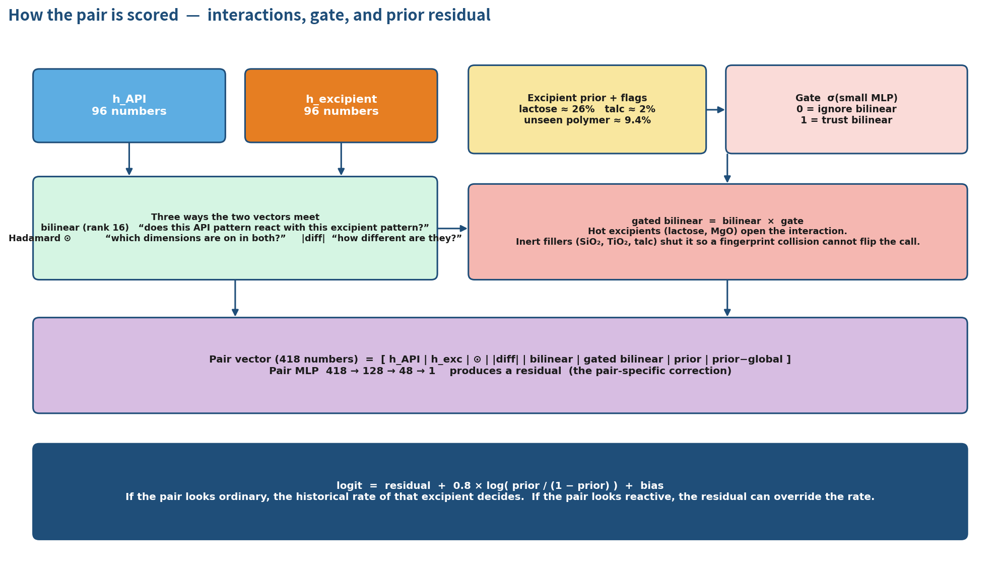 How the pair is scored — interactions, gate, and prior residual
h_API
96 numbers
h_excipient
96 numbers
Excipient prior + flags
lactose ≈ 26% talc ≈ 2%
unseen polymer ≈ 9.4%
Gate σ(small MLP)
0 = ignore bilinear
1 = trust bilinear
Three ways the two vectors meet
bilinear (rank 16) “does this API pattern react with this excipient pattern?”
Hadamard ⊙ “which dimensions are on in both?” |diff| “how different are they?”
gated bilinear = bilinear × gate
Hot excipients (lactose, MgO) open the interaction.
Inert fillers (SiO₂, TiO₂, talc) shut it so a fingerprint collision cannot flip the call.
Pair vector (418 numbers) = [ h_API | h_exc | ⊙ | |diff| | bilinear | gated bilinear | prior | prior−global ]
Pair MLP 418 → 128 → 48 → 1 produces a residual (the pair-specific correction)
logit = residual + 0.8 × log( prior / (1 − prior) ) + bias
If the pair looks ordinary, the historical rate of that excipient decides. If the pair looks reactive, the residual can override the rate.